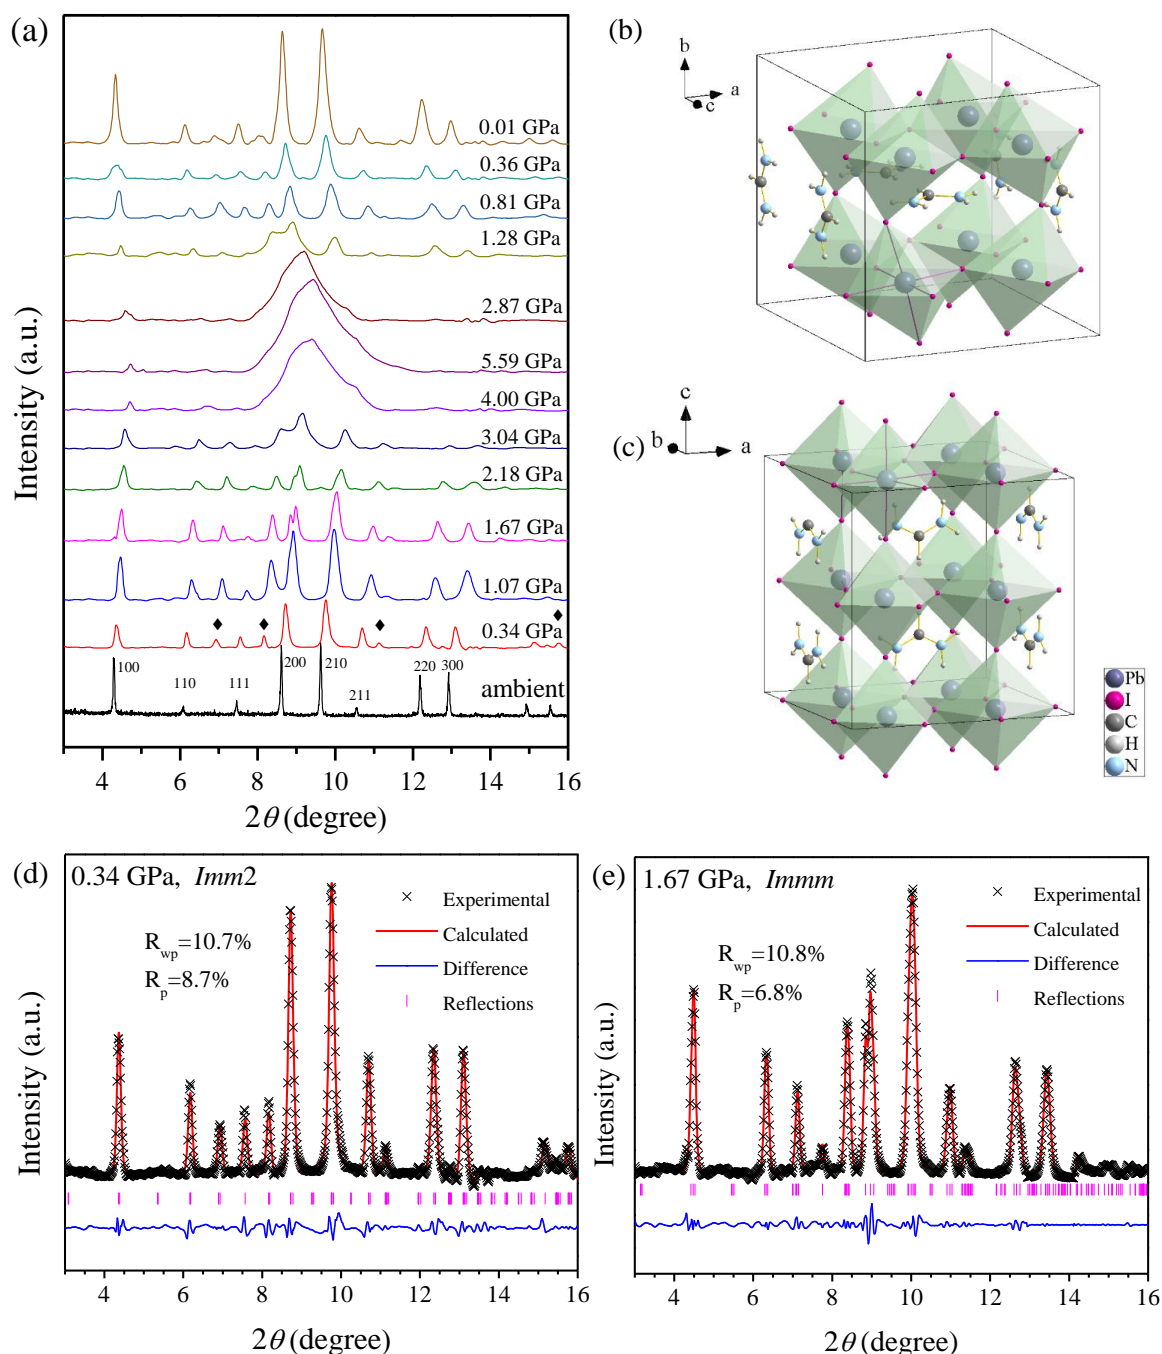 (a)
0.01 GPa
0.36 GPa
0.81 GPa
1.28 GPa
2.87 GPa
5.59 GPa
4.00 GPa
3.04 GPa
2.18 GPa
1.67 GPa
1.07 GPa
0.34 GPa
ambient
100
110
111
200
210
211
220
300
Intensity (a.u.)
4 6 8 10 12 14 16
2θ (degree)
(b)
b
a
c
(c)
c
b
a
Pb
I
C
H
N
(d)
0.34 GPa, Imm2
Rwp=10.7%
Rp=8.7%
Experimental
Calculated
Difference
Reflections
Intensity (a.u.)
4 6 8 10 12 14 16
2θ (degree)
(e)
1.67 GPa, Immm
Rwp=10.8%
Rp=6.8%
Experimental
Calculated
Difference
Reflections
Intensity (a.u.)
4 6 8 10 12 14 16
2θ (degree)